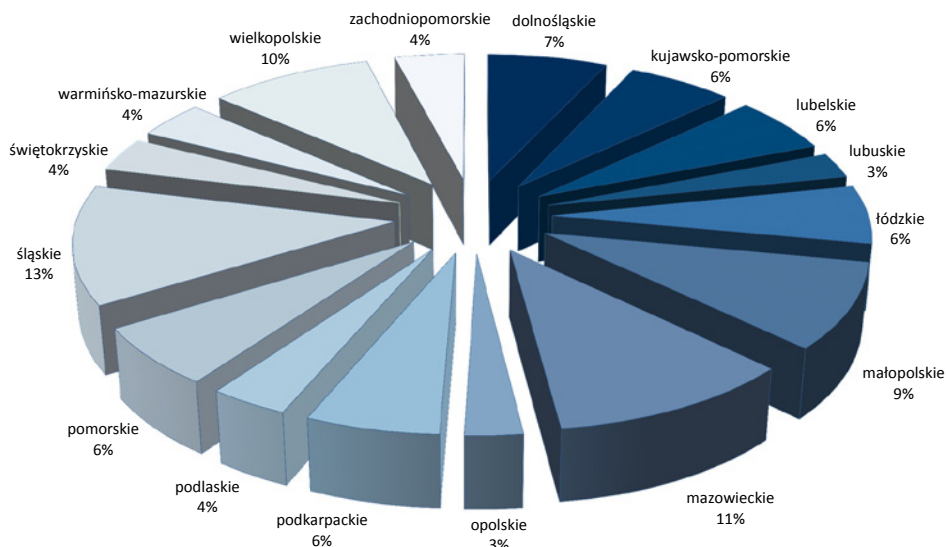 dolnośląskie
7%
kujawsko-pomorskie
6%
lubelskie
6%
lubuskie
3%
łódzkie
6%
małopolskie
9%
mazowieckie
11%
opolskie
3%
podkarpackie
6%
podlaskie
4%
pomorskie
6%
śląskie
13%
świętokrzyskie
4%
warmińsko-mazurskie
4%
wielkopolskie
10%
zachodniopomorskie
4%